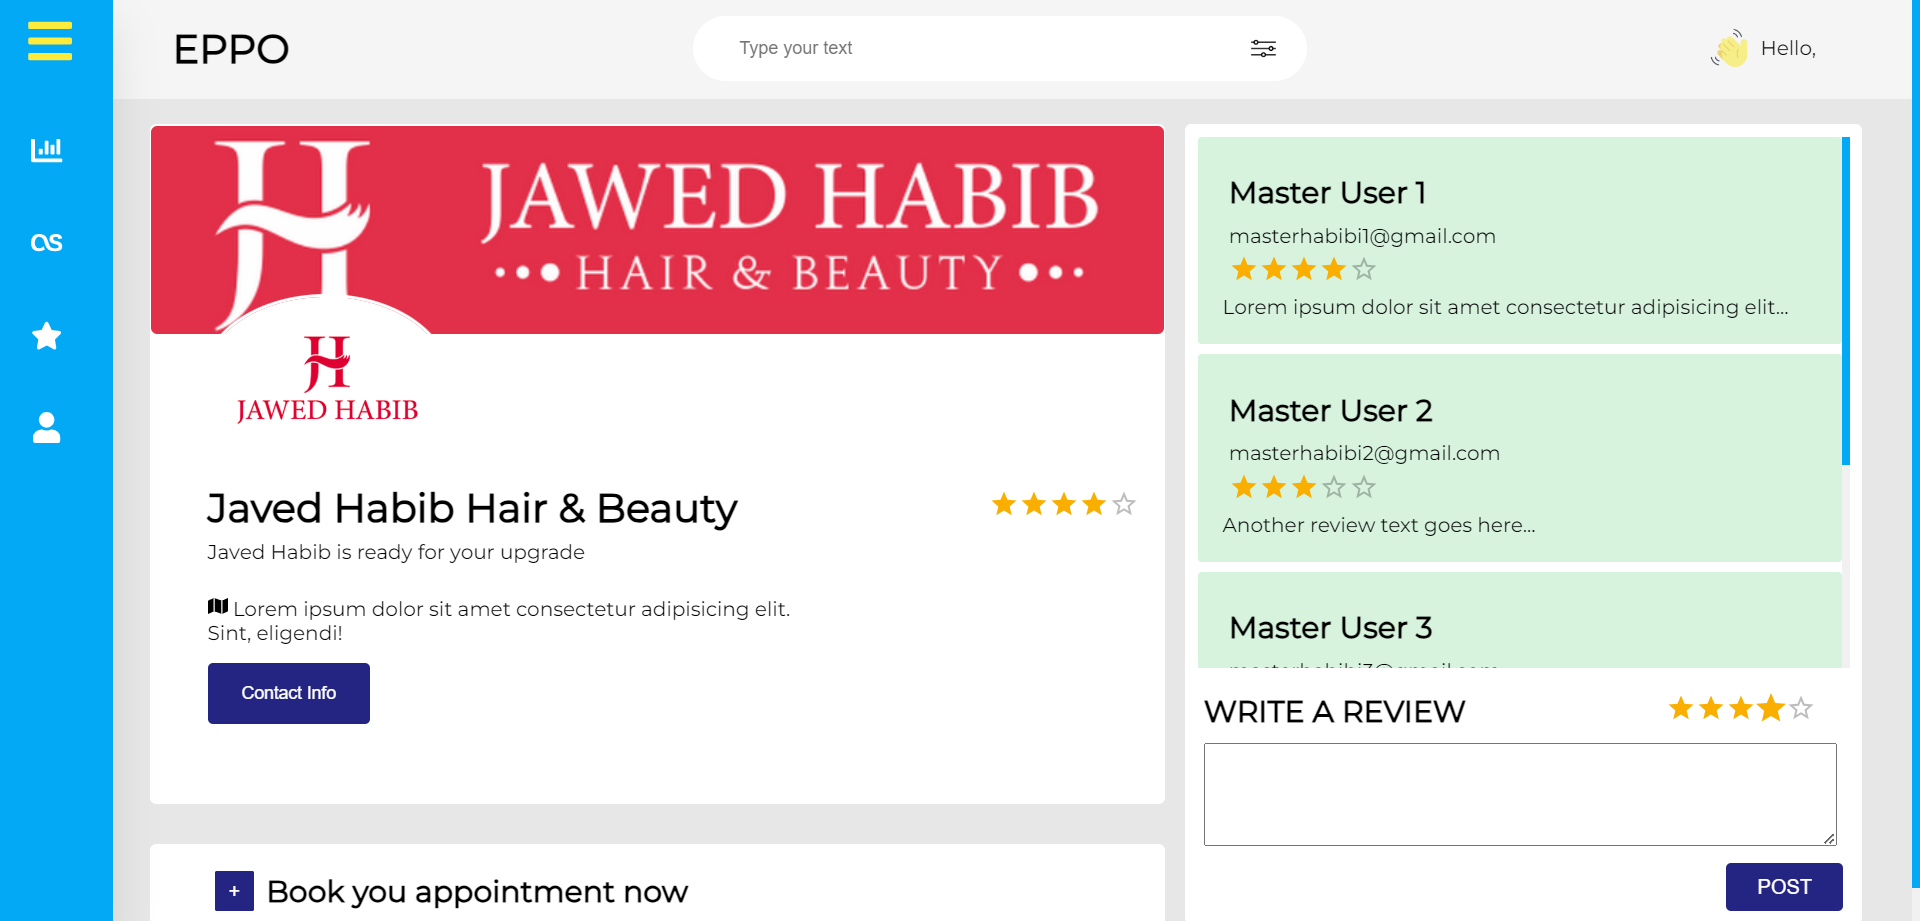 EPPO
Type your text
Hello,
JAWED HABIB
HAIR & BEAUTY
JAWED HABIB
Javed Habib Hair & Beauty
Javed Habib is ready for your upgrade
Lorem ipsum dolor sit amet consectetur adipisicing elit.
Sint, eligendi!
Contact Info
+ Book you appointment now
Master User 1
masterhabibi1@gmail.com
Lorem ipsum dolor sit amet consectetur adipisicing elit...
Master User 2
masterhabibi2@gmail.com
Another review text goes here...
Master User 3
masterhabibi3@gmail.com
WRITE A REVIEW
POST